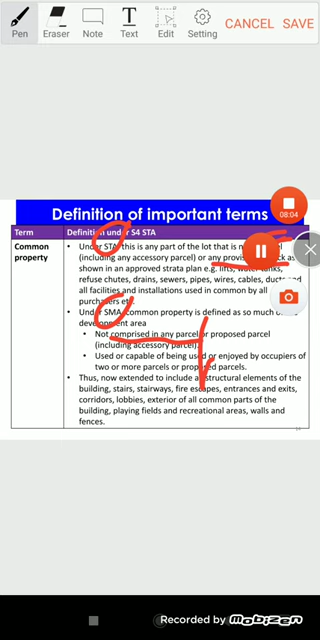 CANCEL SAVE
Pen Eraser Note Text Edit Setting
Definition of important terms
08:04
Term Definition under S4 STA
Common property
• Under STA, this is any part of the lot that is
(including any accessory parcel) or any as
shown in an approved strata plan e.g. lifts, water tanks,
refuse chutes, drains, sewers, pipes, wires, cables, ducts and
all facilities and installations used in common by all
purchasers etc
• Under SMA, common property is defined as so much of
development area
• Not comprised in any parcel or proposed parcel
(including accessory parcel)
• Used or capable of being used or enjoyed by occupiers of
two or more parcels or proposed parcels.
• Thus, now extended to include all structural elements of the
building, stairs, stairways, fire escapes, entrances and exits,
corridors, lobbies, exterior of all common parts of the
building, playing fields and recreational areas, walls and
fences.
Recorded by mobizen